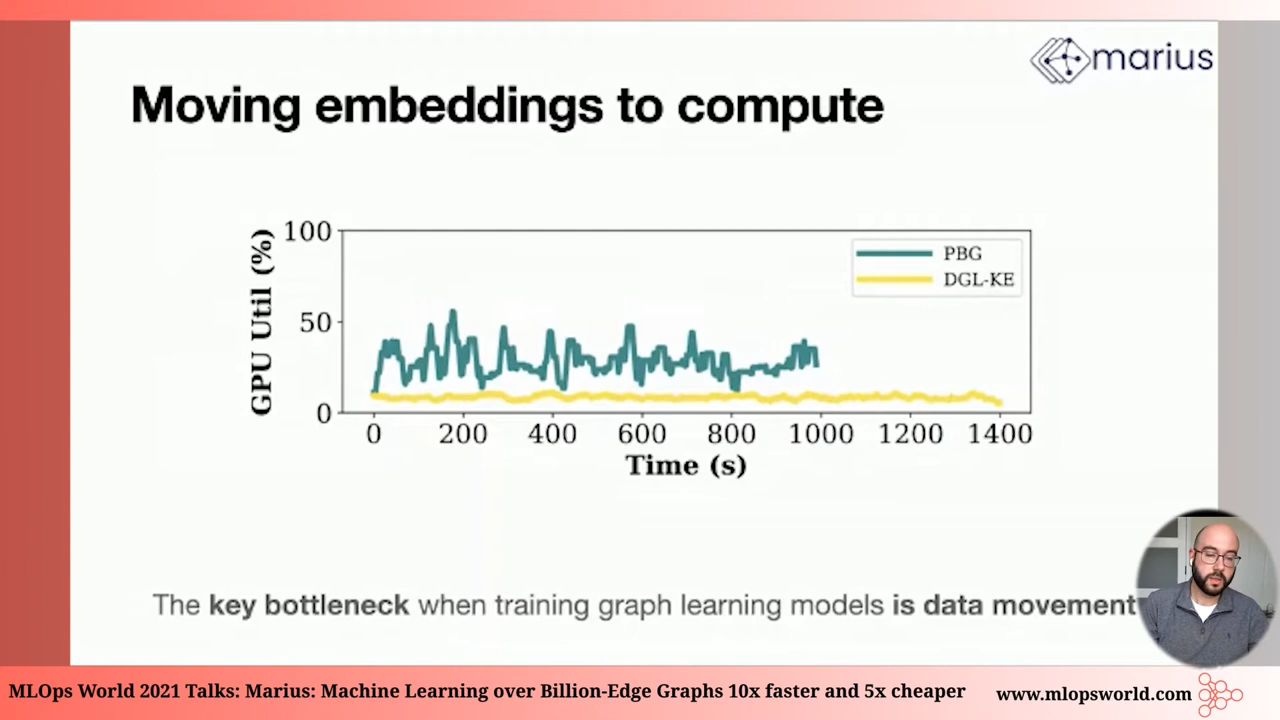 marius
Moving embeddings to compute
GPU Util (%)
100
50
0
PBG
DGL-KE
0 200 400 600 800 1000 1200 1400
Time (s)
The key bottleneck when training graph learning models is data movement
MLOps World 2021 Talks: Marius: Machine Learning over Billion-Edge Graphs 10x faster and 5x cheaper
www.mlopsworld.com